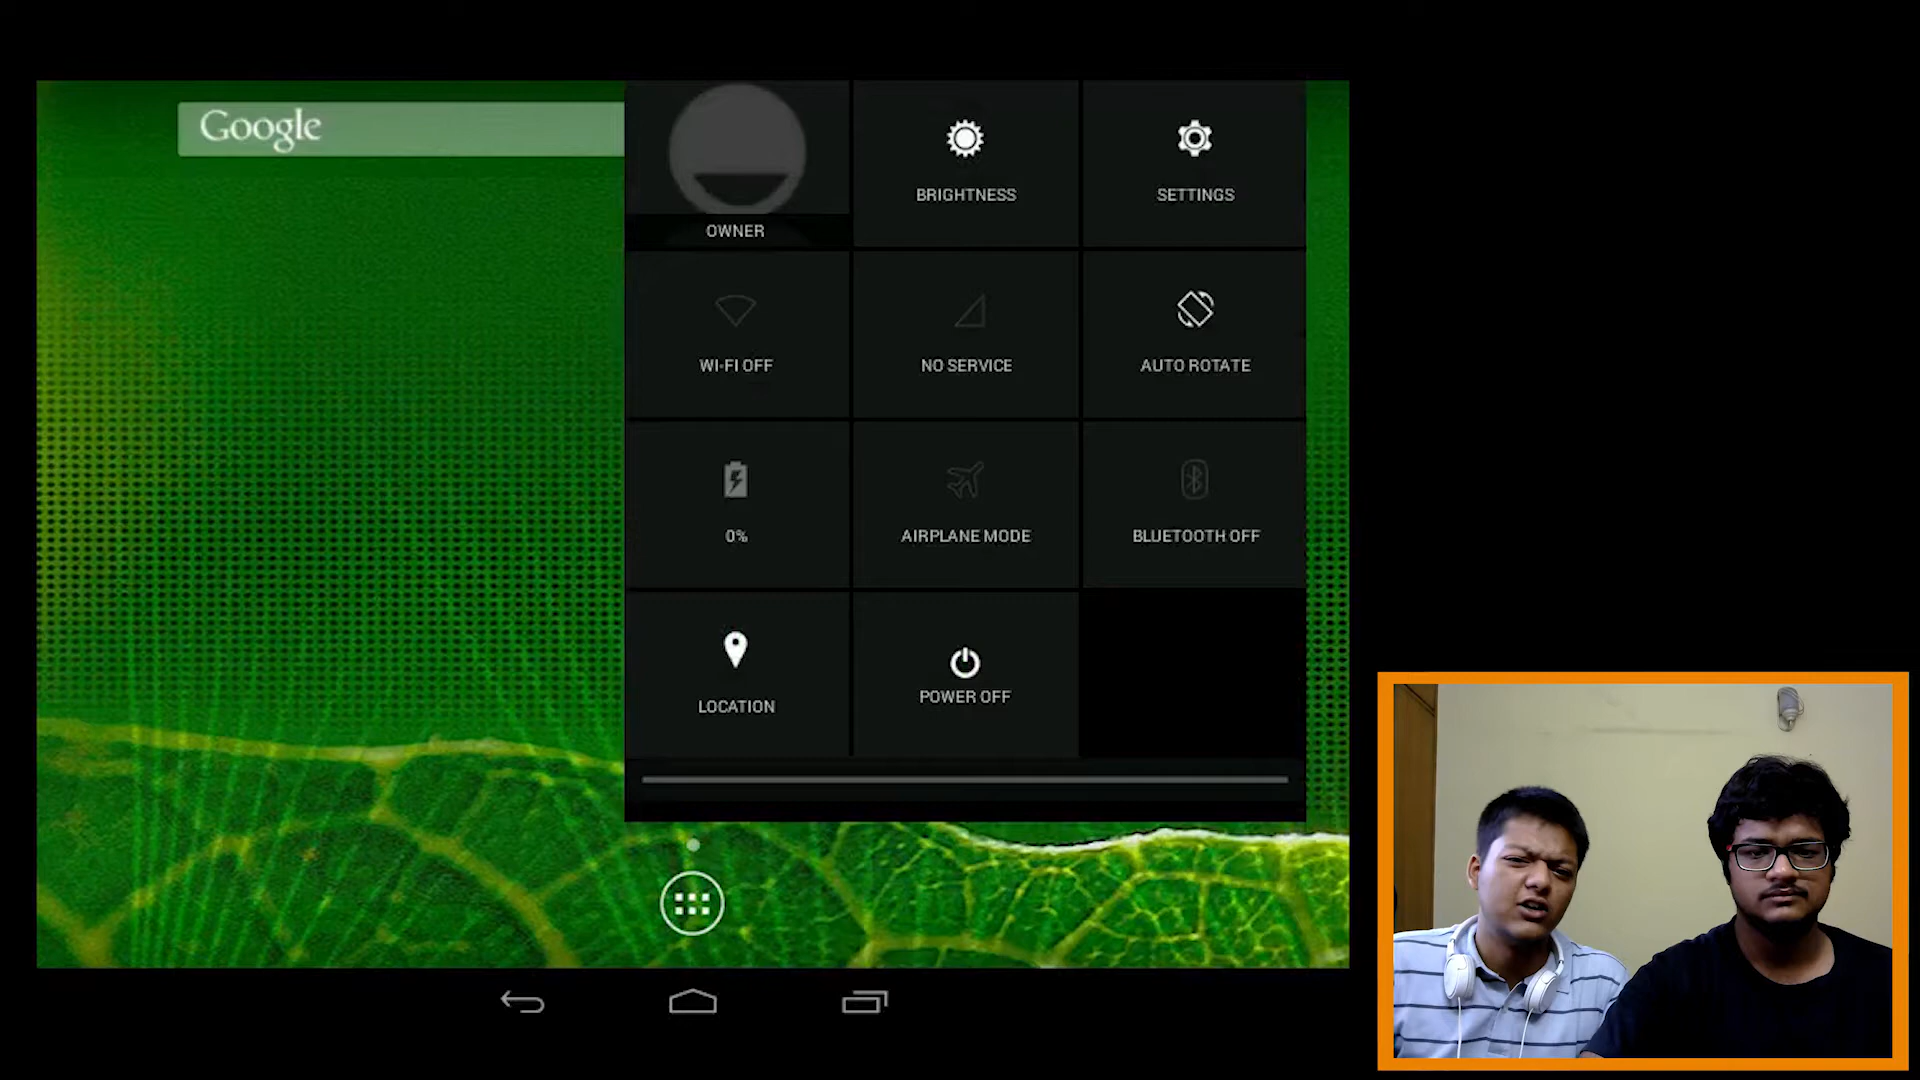 Google
OWNER
BRIGHTNESS
SETTINGS
WI-FI OFF
NO SERVICE
AUTO ROTATE
0%
AIRPLANE MODE
BLUETOOTH OFF
LOCATION
POWER OFF